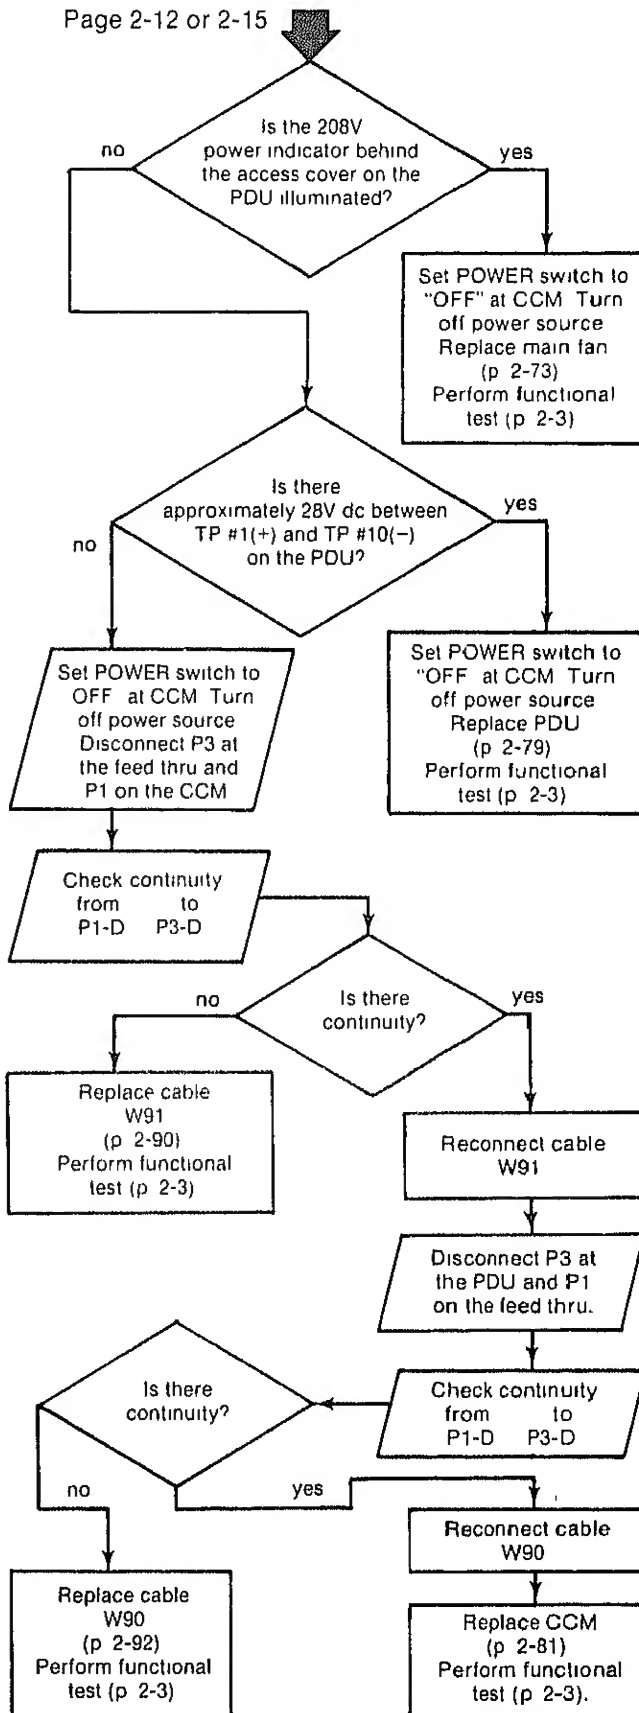 Page 2-12 or 2-15
Is the 208V
power indicator behind
the access cover on the
PDU illuminated?
no
yes
Set POWER switch to
"OFF" at CCM Turn
off power source
Replace main fan
(p 2-73)
Perform functional
test (p 2-3)
Is there
approximately 28V dc between
TP #1(+) and TP #10(−)
on the PDU?
no
yes
Set POWER switch to
OFF at CCM Turn
off power source
Disconnect P3 at
the feed thru and
P1 on the CCM
Set POWER switch to
"OFF at CCM Turn
off power source
Replace PDU
(p 2-79)
Perform functional
test (p 2-3)
Check continuity
from to
P1-D P3-D
Is there
continuity?
no
yes
Replace cable
W91
(p 2-90)
Perform functional
test (p 2-3)
Reconnect cable
W91
Disconnect P3 at
the PDU and P1
on the feed thru.
Check continuity
from to
P1-D P3-D
Is there
continuity?
no
yes
Reconnect cable
W90
Replace cable
W90
(p 2-92)
Perform functional
test (p 2-3)
Replace CCM
(p 2-81)
Perform functional
test (p 2-3).